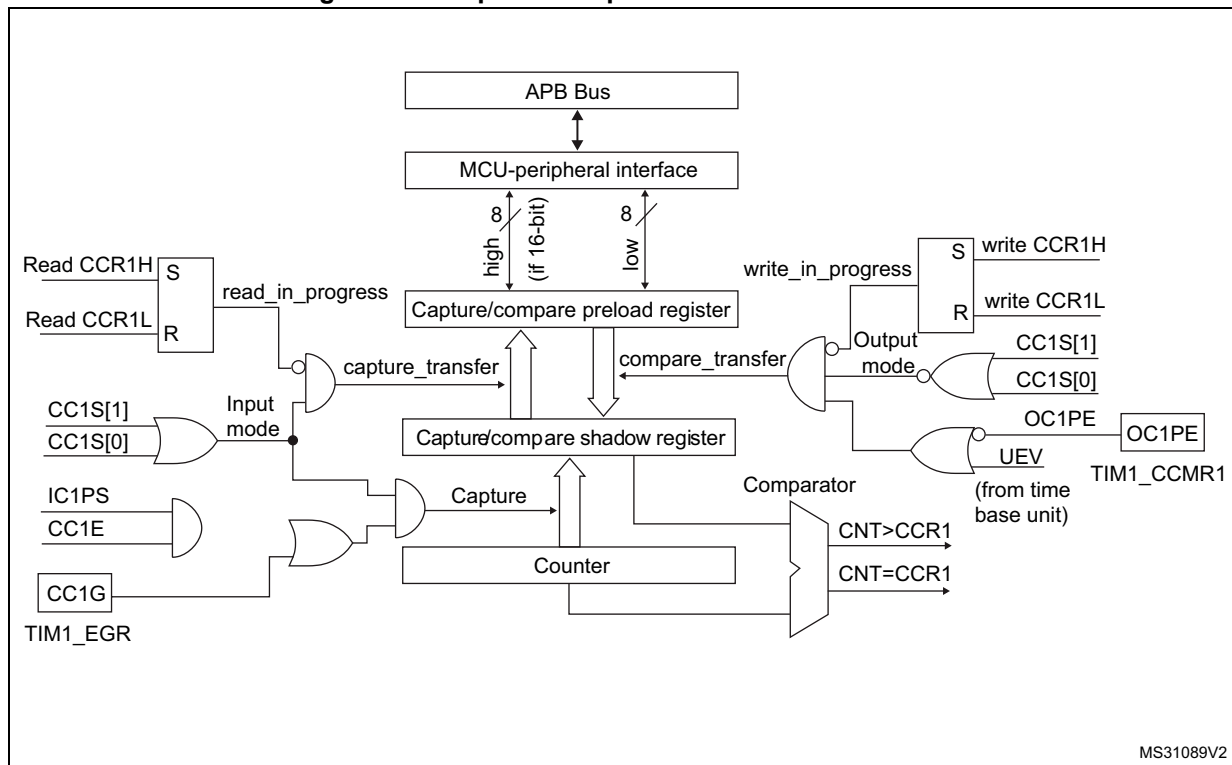 APB Bus
MCU-peripheral interface
8
high
(if 16-bit)
8
low
Read CCR1H
S
read_in_progress
Read CCR1L
R
write_in_progress
S
write CCR1H
R
write CCR1L
Capture/compare preload register
capture_transfer
compare_transfer
Output
mode
CC1S[1]
CC1S[0]
CC1S[1]
CC1S[0]
Input
mode
Capture/compare shadow register
OC1PE
OC1PE
UEV
TIM1_CCMR1
(from time
base unit)
IC1PS
CC1E
Capture
Comparator
CNT>CCR1
Counter
CNT=CCR1
CC1G
TIM1_EGR
MS31089V2